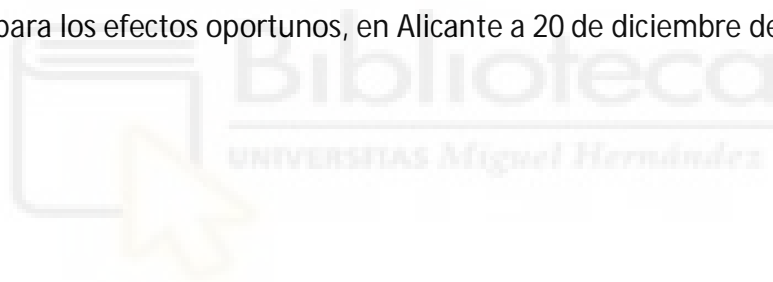 para los efectos oportunos, en Alicante a 20 de diciembre de
Biblioteca
UNIVERSITAS Miguel Hernández